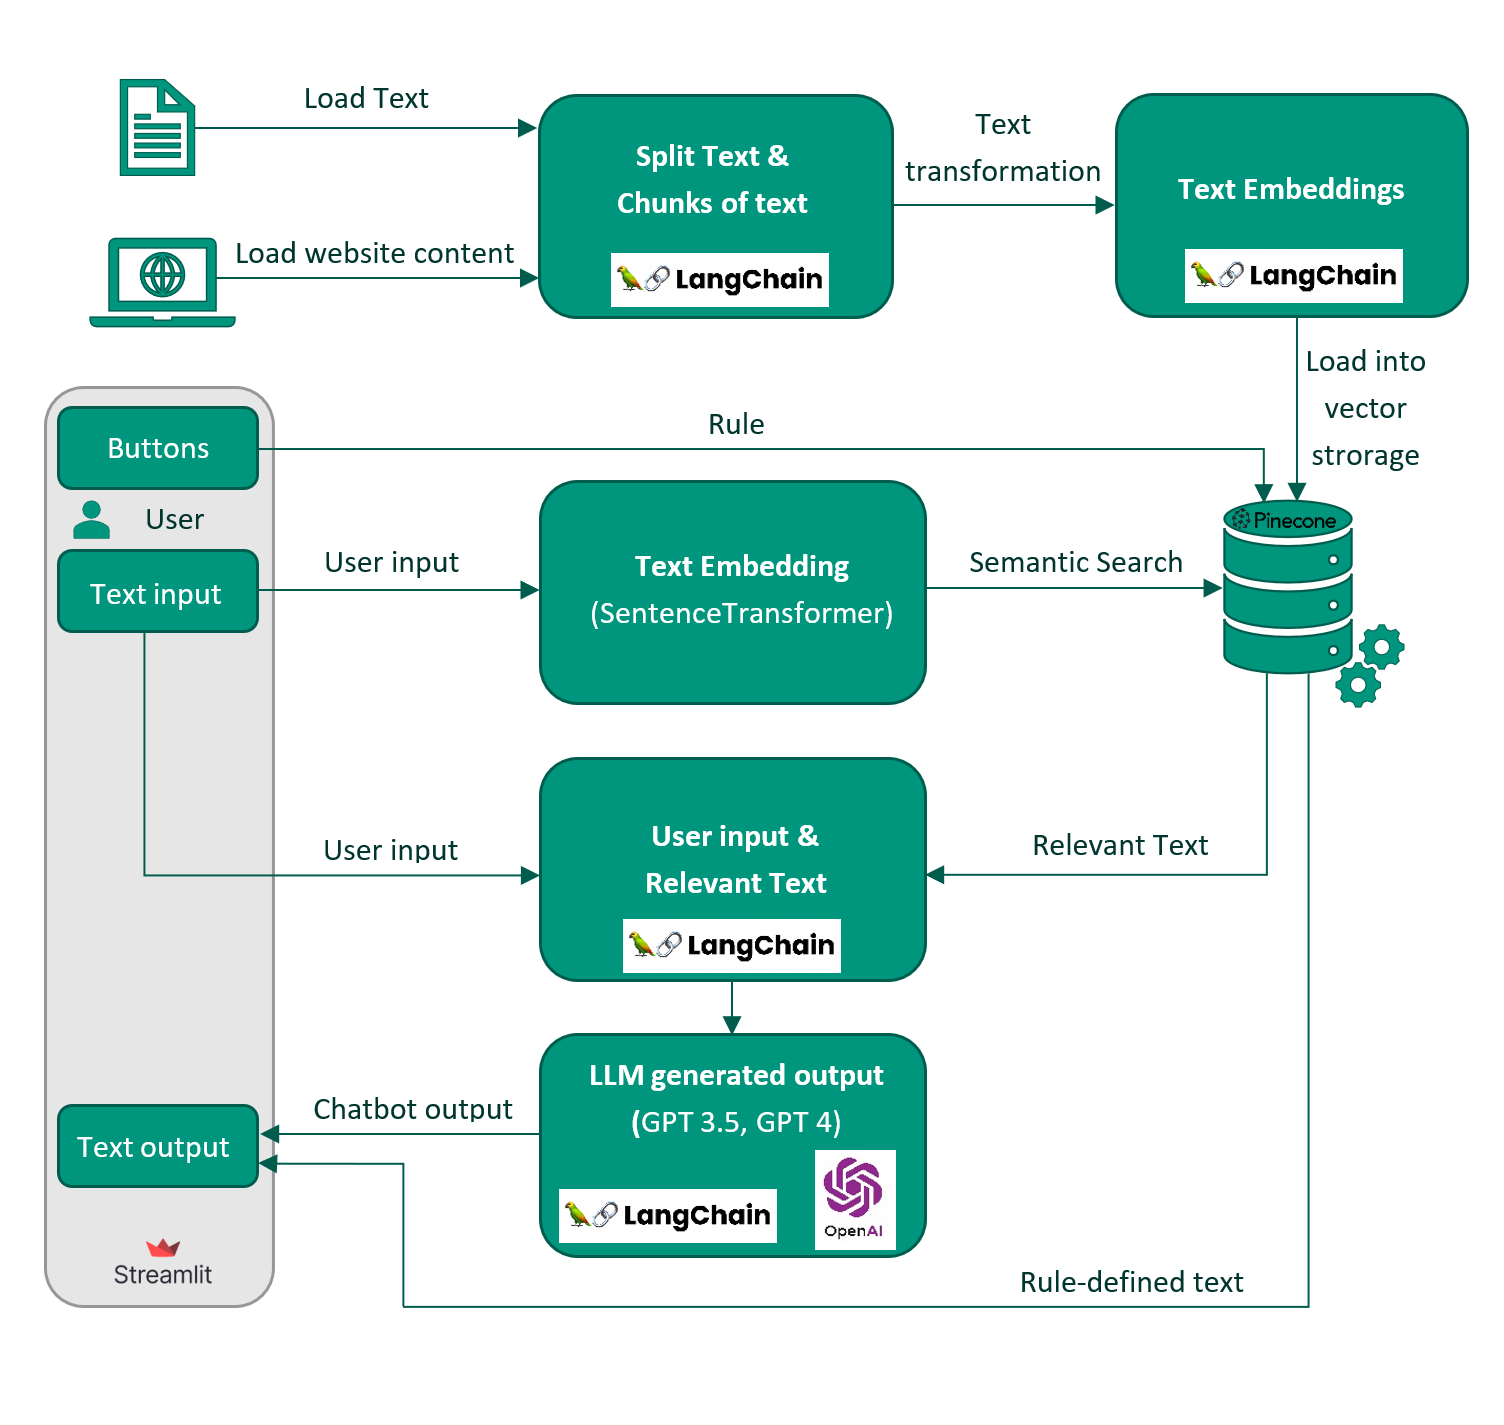 Load Text
Split Text &
Chunks of text
LangChain
Text
transformation
Text Embeddings
LangChain
Load website content
Load into
vector
strorage
Buttons
Rule
User
Text input
User input
Text Embedding
(SentenceTransformer)
Semantic Search
Pinecone
User input
User input &
Relevant Text
LangChain
Relevant Text
LLM generated output
(GPT 3.5, GPT 4)
LangChain
OpenAI
Chatbot output
Text output
Streamlit
Rule-defined text